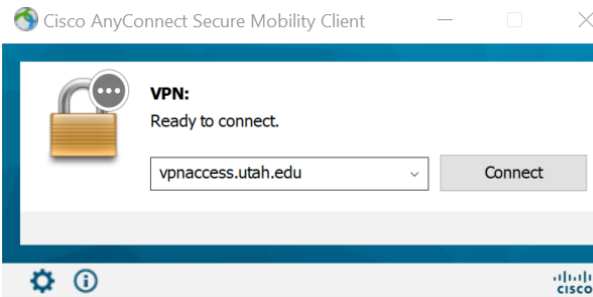 Cisco AnyConnect Secure Mobility Client
VPN:
Ready to connect.
vpnaccess.utah.edu
Connect
cisco